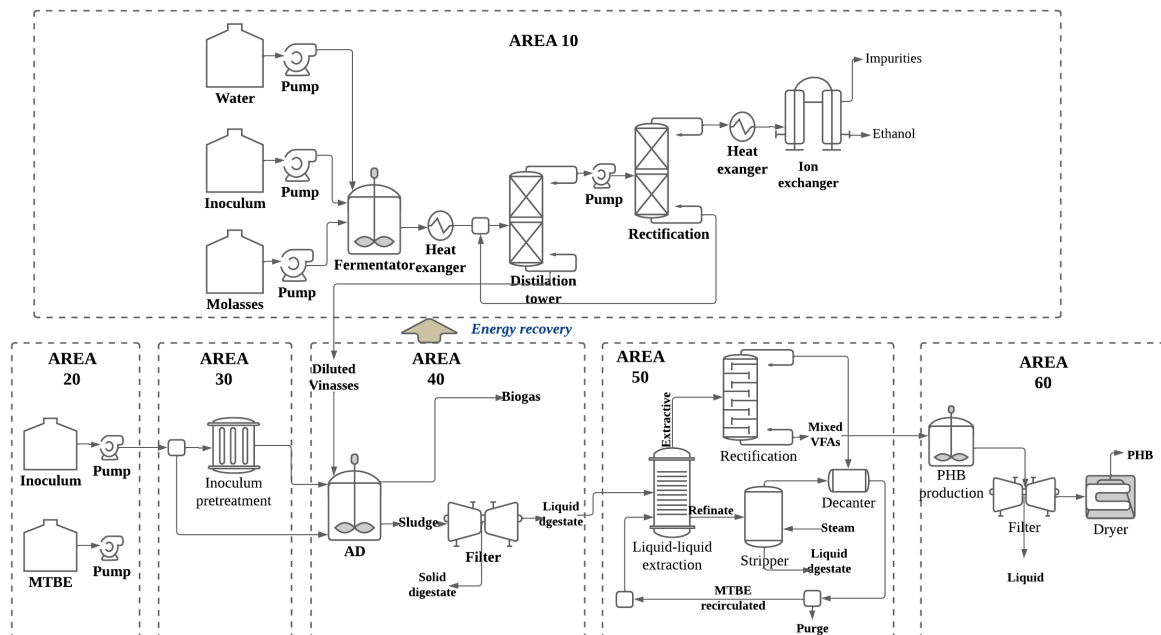 AREA 10
Water
Pump
Inoculum
Pump
Molasses
Pump
Fermentator
Heat
exanger
Distilation
tower
Pump
Rectification
Heat
exanger
Ion
exchanger
Impurities
Ethanol
Energy recovery
AREA
20
Inoculum
Pump
MTBE
Pump
AREA
30
Inoculum
pretreatment
AREA
40
Diluted
Vinasses
Biogas
AD
Sludge
Filter
Solid
digestate
Liquid
dgestate
AREA
50
Extractive
Rectification
Mixed
VFAs
Liquid-liquid
extraction
Refinate
Stripper
Decanter
Steam
Liquid
dgestate
MTBE
recirculated
Purge
AREA
60
PHB
production
Filter
Liquid
PHB
Dryer